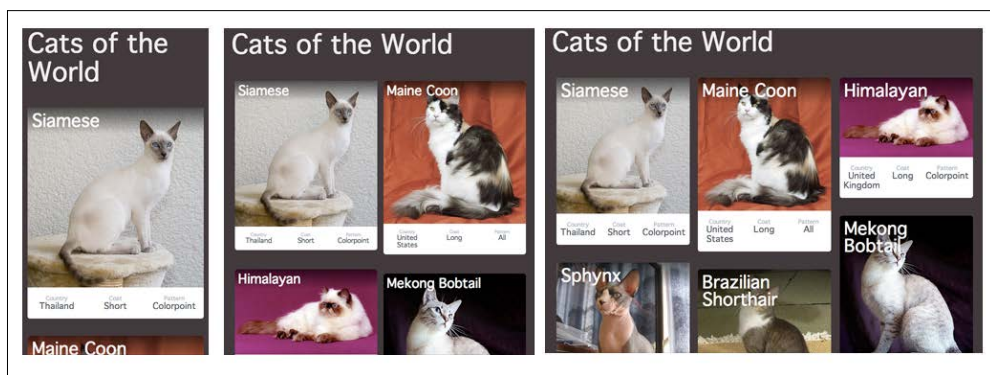 Cats of the
World
Siamese
Country Coat Pattern
Thailand Short Colorpoint
Maine Coon
Cats of the World
Siamese
Country Coat Pattern
Thailand Short Colorpoint
Maine Coon
Country Coat Pattern
United Long All
States
Himalayan
Mekong Bobtail
Cats of the World
Siamese
Country Coat Pattern
Thailand Short Colorpoint
Maine Coon
Country Coat Pattern
United Long All
States
Himalayan
Country Coat Pattern
United Long Colorpoint
Kingdom
Sphynx
Brazilian
Shorthair
Mekong
Bobtail